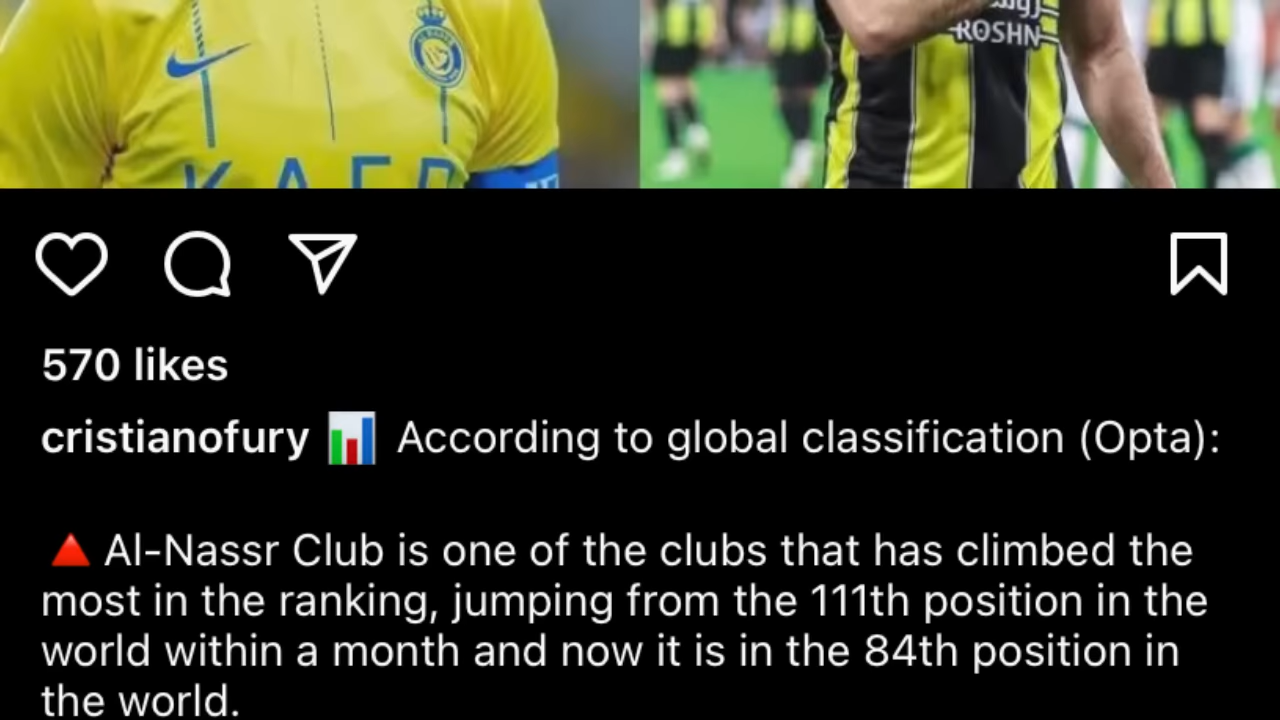 روشن
ROSHN
KAFD
570 likes
cristianofury 📊 According to global classification (Opta):
🔺 Al-Nassr Club is one of the clubs that has climbed the
most in the ranking, jumping from the 111th position in the
world within a month and now it is in the 84th position in
the world.